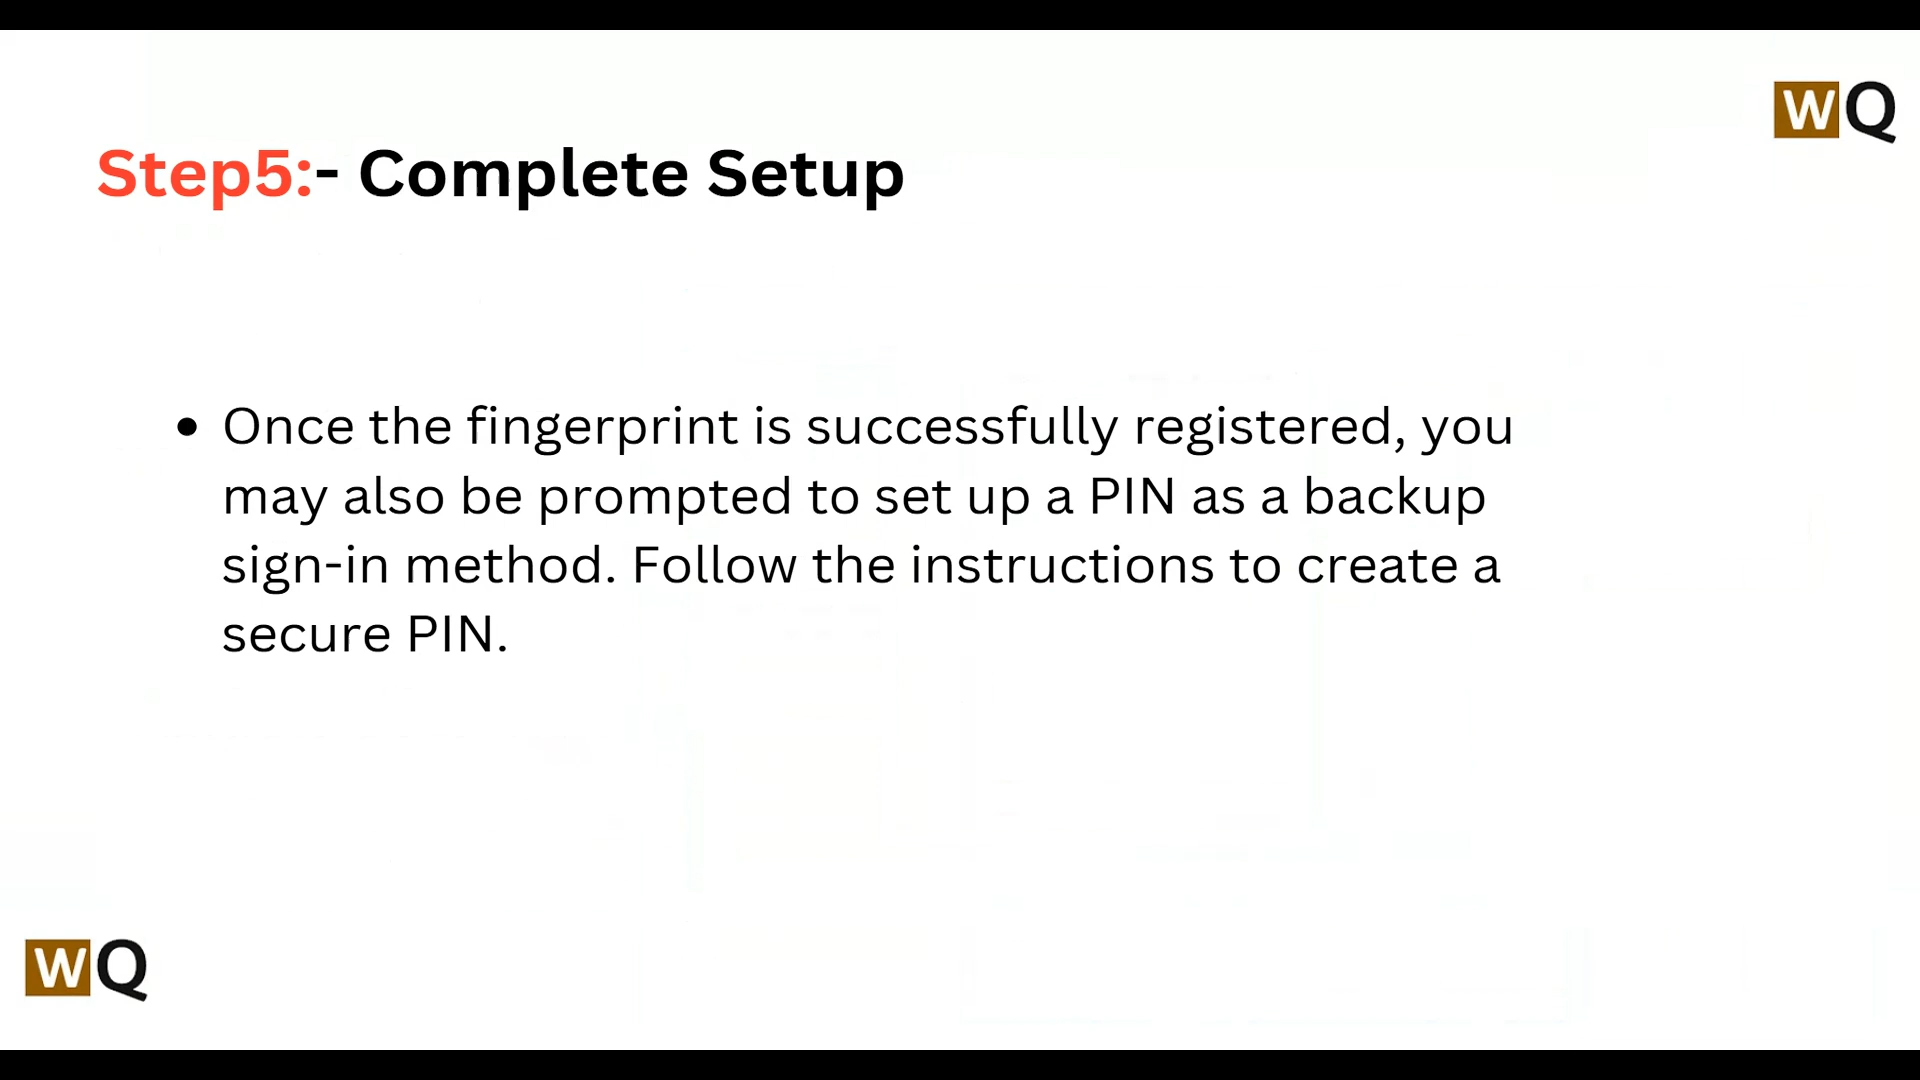 WQ
Step5:- Complete Setup
• Once the fingerprint is successfully registered, you
may also be prompted to set up a PIN as a backup
sign-in method. Follow the instructions to create a
secure PIN.
WQ